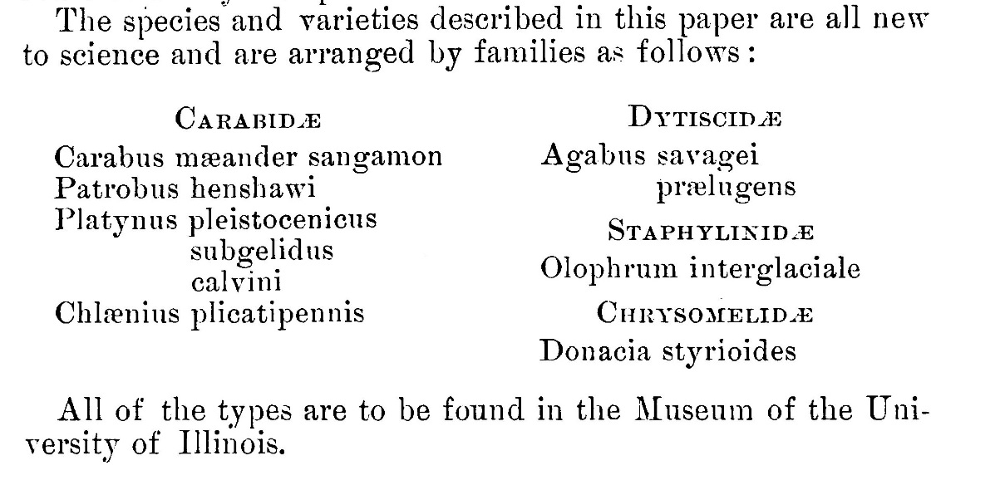 The species and varieties described in this paper are all new
to science and are arranged by families as follows:
CARABIDÆ
Carabus mæander sangamon
Patrobus henshawi
Platynus pleistocenicus
subgelidus
calvini
Chlænius plicatipennis
DYTISCIDÆ
Agabus savagei
prælugens
STAPHYLINIDÆ
Olophrum interglaciale
CHRYSOMELIDÆ
Donacia styrioides
All of the types are to be found in the Museum of the Uni-
versity of Illinois.